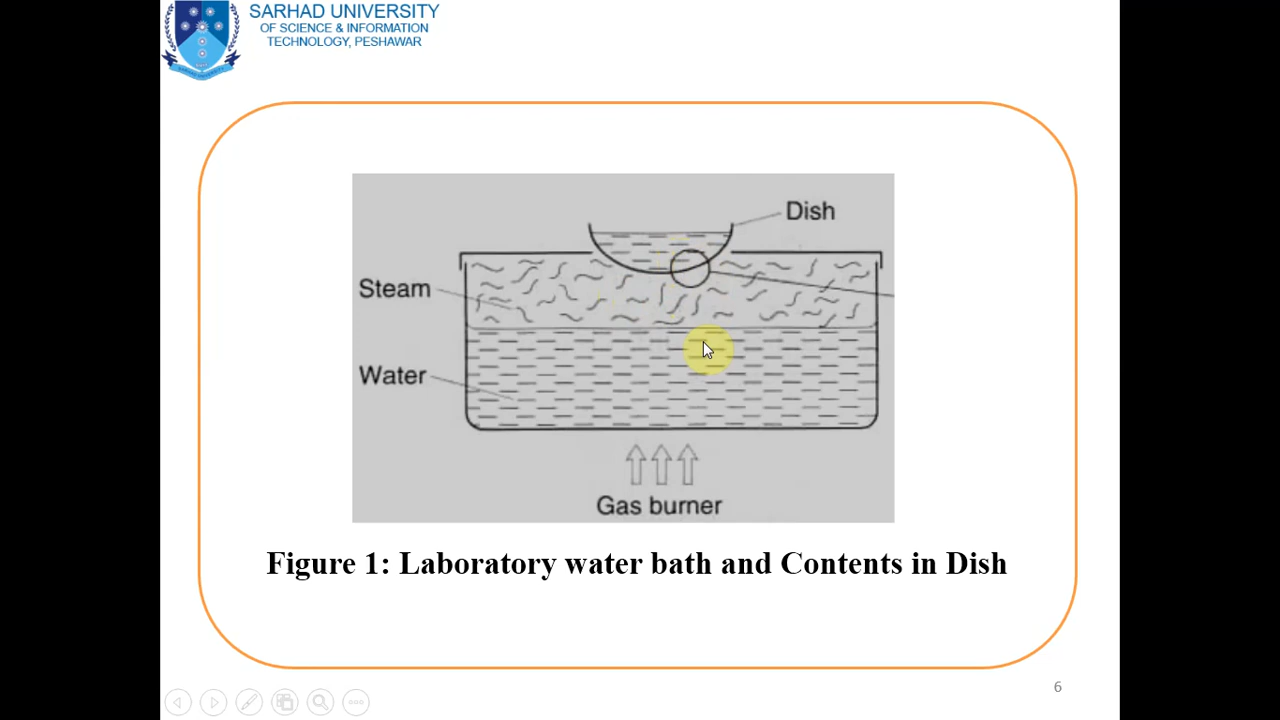 SARHAD UNIVERSITY
OF SCIENCE & INFORMATION
TECHNOLOGY, PESHAWAR
Dish
Steam
Water
Gas burner
Figure 1: Laboratory water bath and Contents in Dish
6